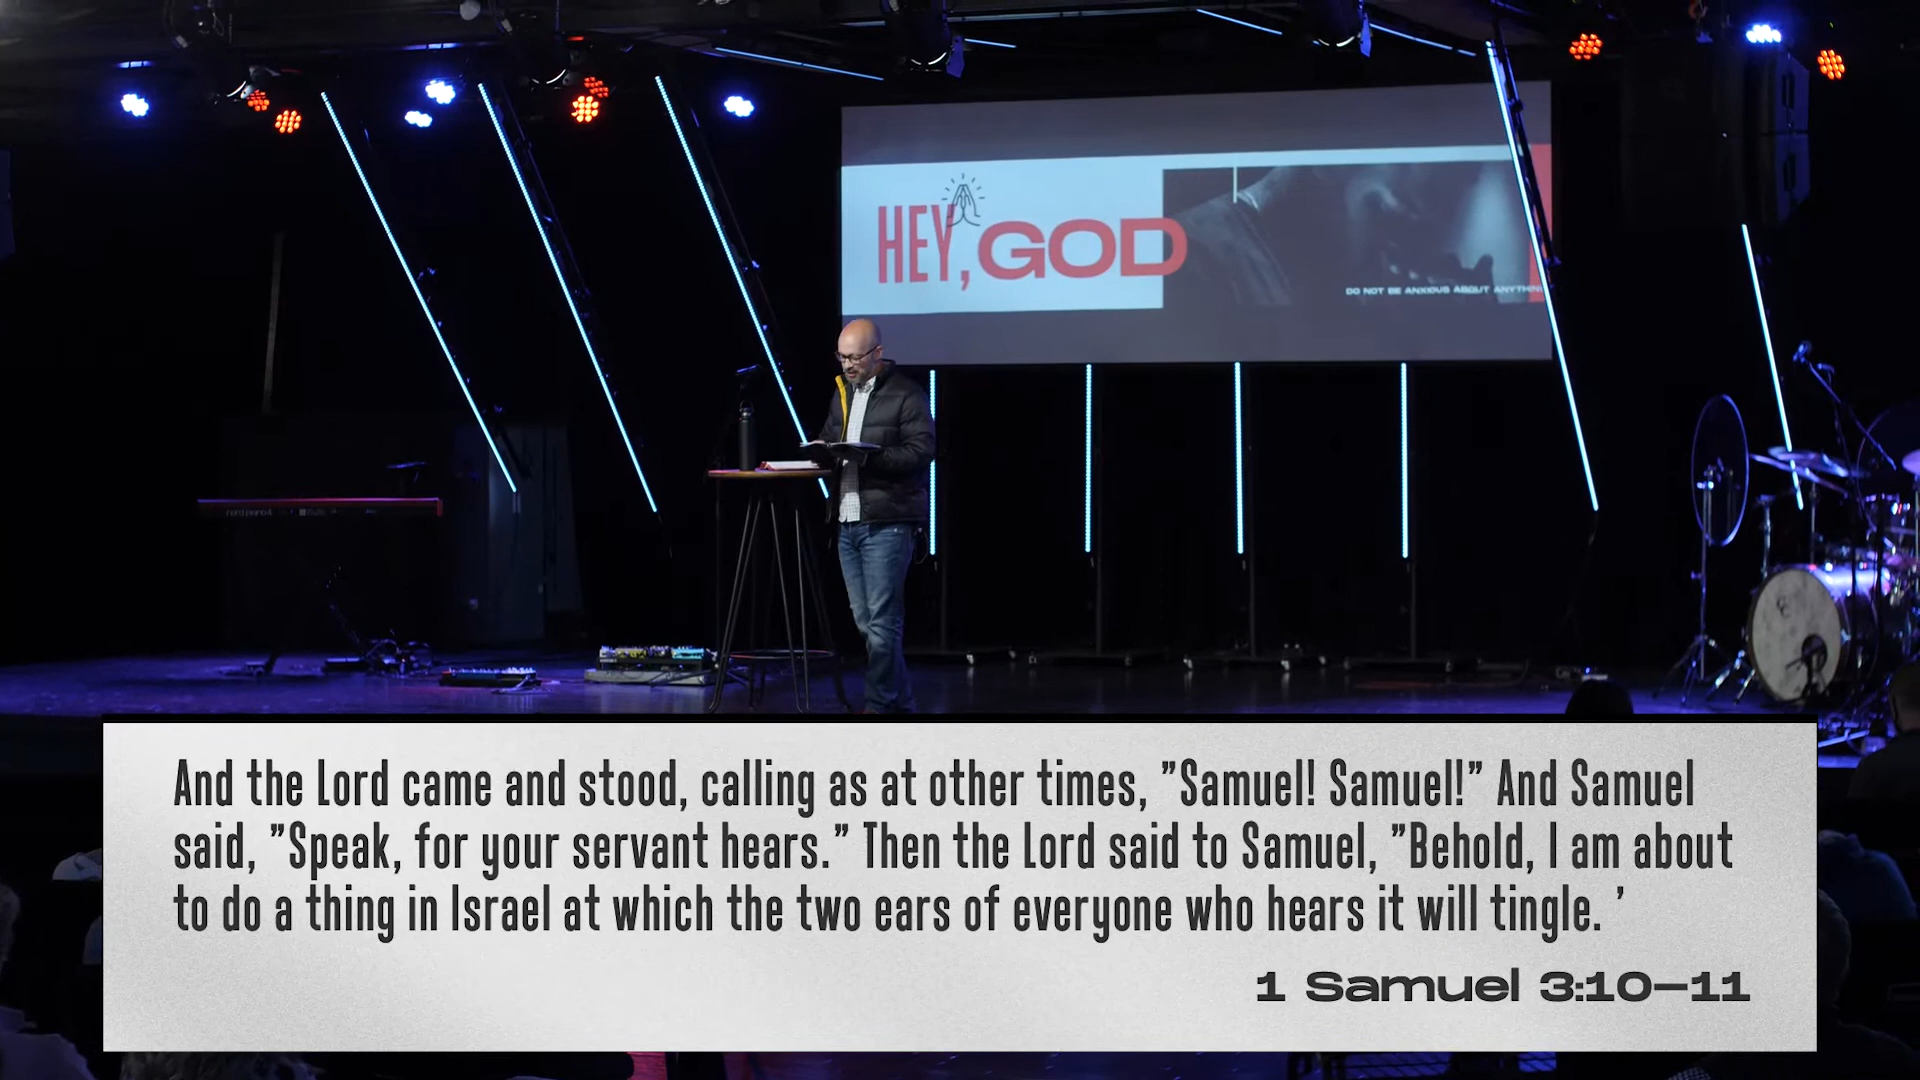 HEY, GOD
DO NOT BE ANXIOUS ABOUT ANYTHIN
And the Lord came and stood, calling as at other times, ”Samuel! Samuel!” And Samuel
said, ”Speak, for your servant hears.” Then the Lord said to Samuel, ”Behold, I am about
to do a thing in Israel at which the two ears of everyone who hears it will tingle. ’
1 Samuel 3:10–11